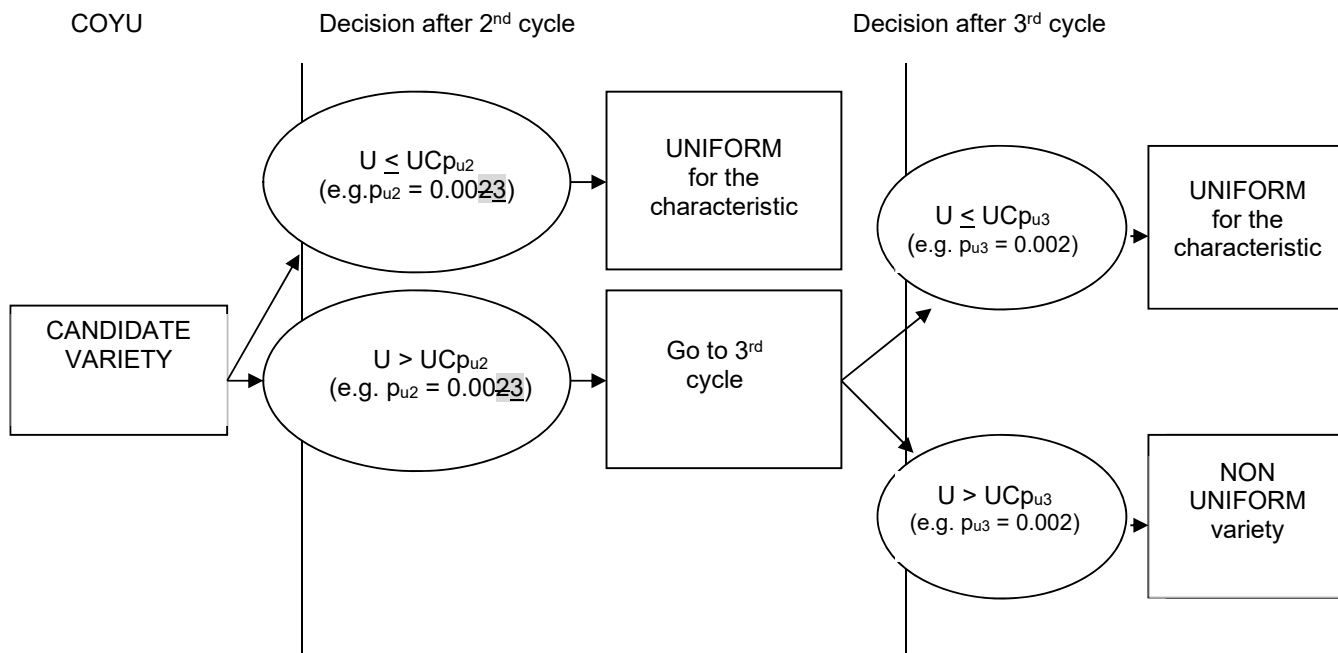 COYU
Decision after 2nd cycle
Decision after 3rd cycle
U ≤ UCpu2
(e.g.pu2 = 0.0023)
UNIFORM
for the
characteristic
U ≤ UCpu3
(e.g. pu3 = 0.002)
UNIFORM
for the
characteristic
CANDIDATE
VARIETY
U > UCpu2
(e.g. pu2 = 0.0023)
Go to 3rd
cycle
U > UCpu3
(e.g. pu3 = 0.002)
NON
UNIFORM
variety